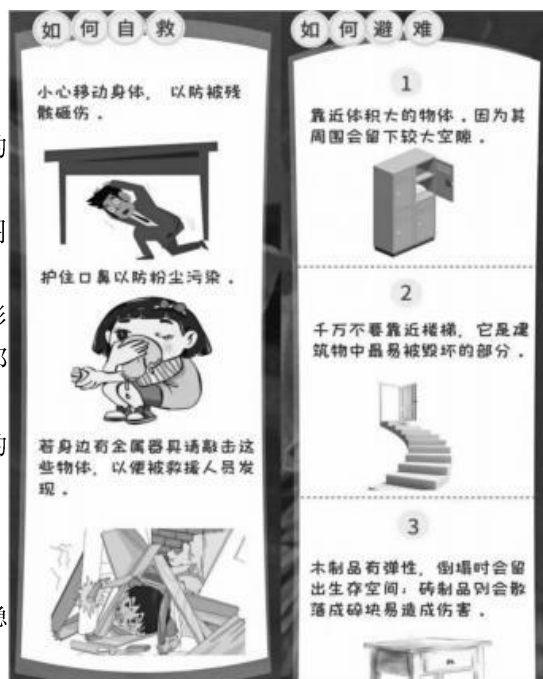 如何自救
小心移动身体，以防被残
骸砸伤．
护住口鼻以防粉尘污染．
若身边有金属器具请敲击这
些物体，以便被救援人员发
现．
如何避难
1
靠近体积大的物体．因为其
周围会留下较大空隙．
2
千万不要靠近楼梯，它是建
筑物中最易被毁坏的部分．
3
木制品有弹性，倒塌时会留
出生存空间；砖制品则会散
落成碎块易造成伤害．